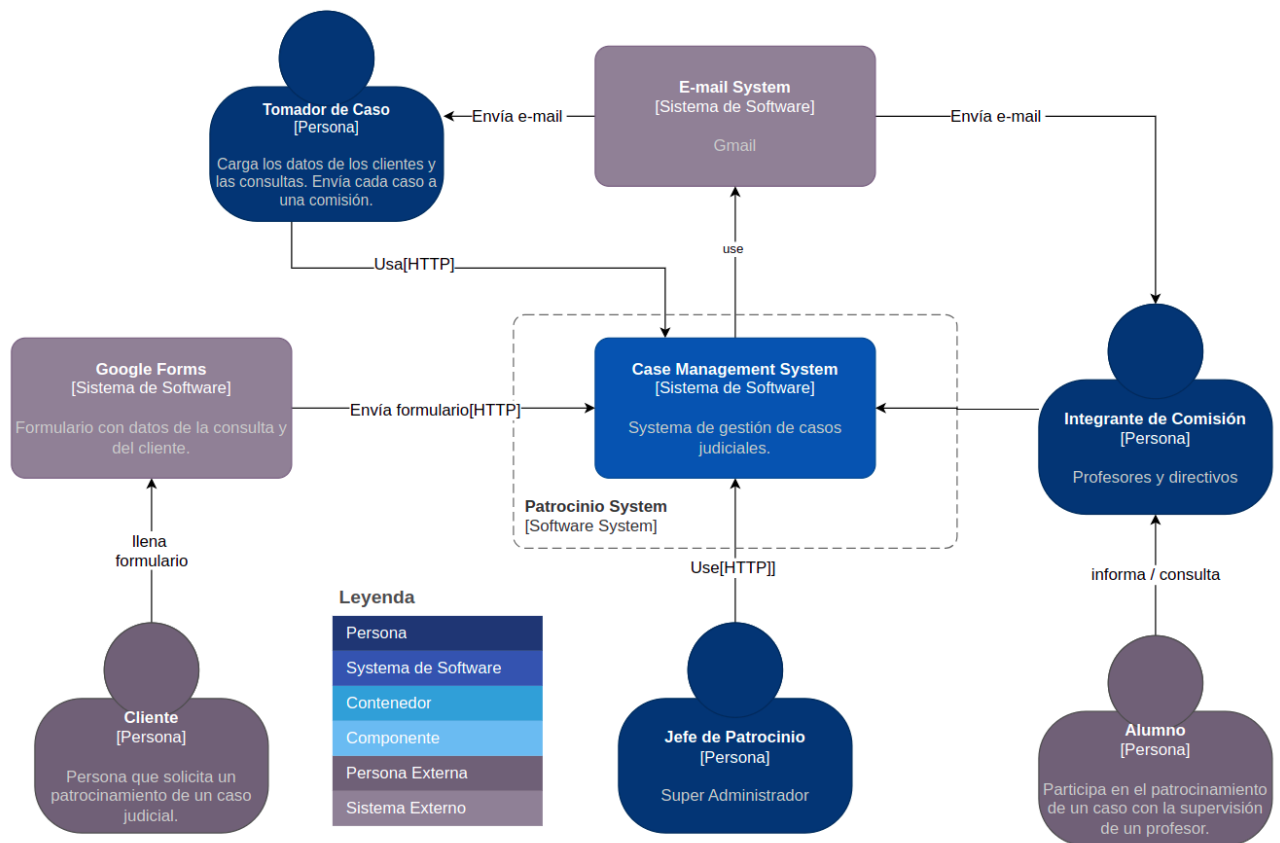 Tomador de Caso
[Persona]
Carga los datos de los clientes y
las consultas. Envía cada caso a
una comisión.
Envía e-mail
E-mail System
[Sistema de Software]
Gmail
Envía e-mail
Usa[HTTP]
use
Google Forms
[Sistema de Software]
Formulario con datos de la consulta y
del cliente.
Envía formulario[HTTP]
Case Management System
[Sistema de Software]
Systema de gestión de casos
judiciales.
Patrocinio System
[Software System]
Integrante de Comisión
[Persona]
Profesores y directivos
llena
formulario
Use[HTTP]]
informa / consulta
Leyenda
Persona
Systema de Software
Contenedor
Componente
Persona Externa
Sistema Externo
Cliente
[Persona]
Persona que solicita un
patrocinamiento de un caso
judicial.
Jefe de Patrocinio
[Persona]
Super Administrador
Alumno
[Persona]
Participa en el patrocinamiento
de un caso con la supervisión
de un profesor.